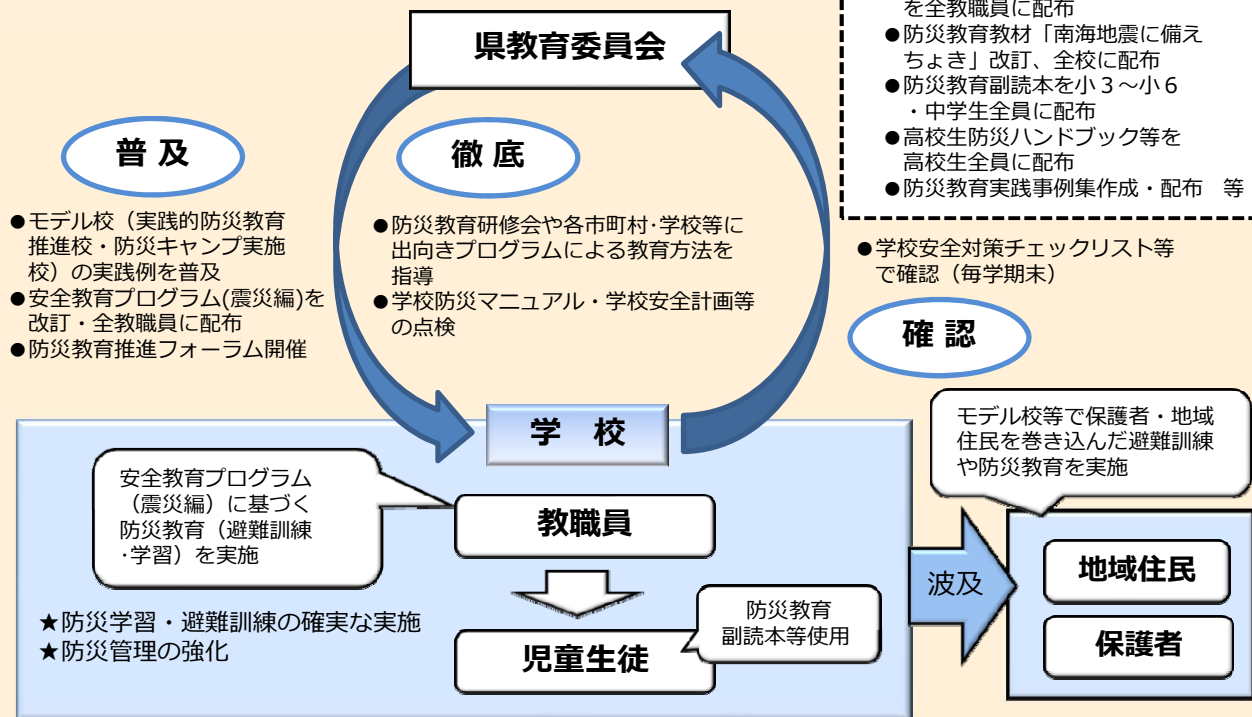 県教育委員会
を全教職員に配布
●防災教育教材「南海地震に備え
ちょき」改訂、全校に配布
●防災教育副読本を小３～小６
・中学生全員に配布
●高校生防災ハンドブック等を
高校生全員に配布
●防災教育実践事例集作成・配布　等
普 及
●モデル校（実践的防災教育
推進校・防災キャンプ実施
校）の実践例を普及
●安全教育プログラム(震災編)を
改訂・全教職員に配布
●防災教育推進フォーラム開催
徹 底
●防災教育研修会や各市町村･学校等に
出向きプログラムによる教育方法を
指導
●学校防災マニュアル・学校安全計画等
の点検
●学校安全対策チェックリスト等
で確認（毎学期末）
確 認
学　校
安全教育プログラム
（震災編）に基づく
防災教育（避難訓練
･学習）を実施
教職員
★防災学習・避難訓練の確実な実施
★防災管理の強化
児童生徒
防災教育
副読本等使用
波及
モデル校等で保護者・地域
住民を巻き込んだ避難訓練
や防災教育を実施
地域住民
保護者